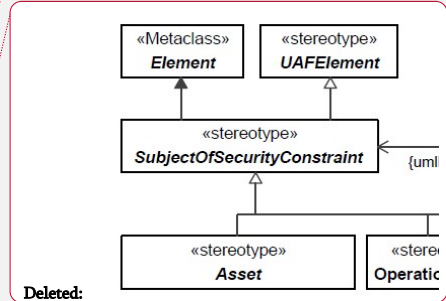 «Metaclass»
Element
«stereotype»
UAFElement
«stereotype»
SubjectOfSecurityConstraint
«stereotype»
Asset
Deleted: